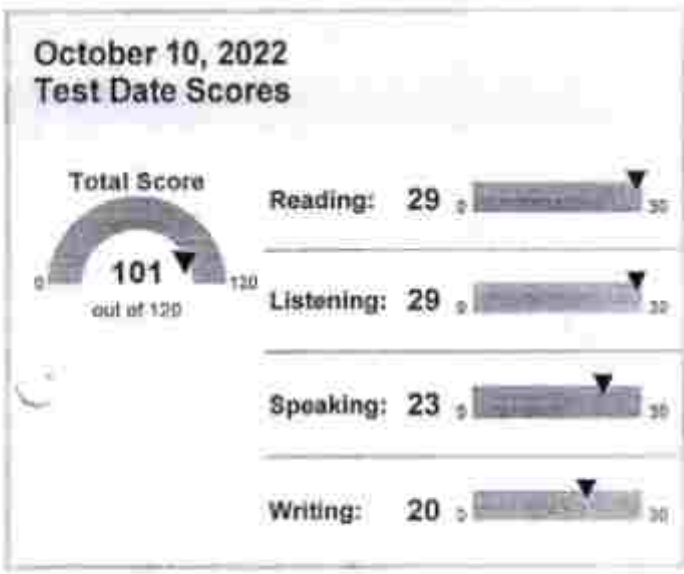 October 10, 2022
Test Date Scores
Total Score
0
101
120
out of 120
Reading: 29 0 30
Listening: 29 0 30
Speaking: 23 0 30
Writing: 20 0 30